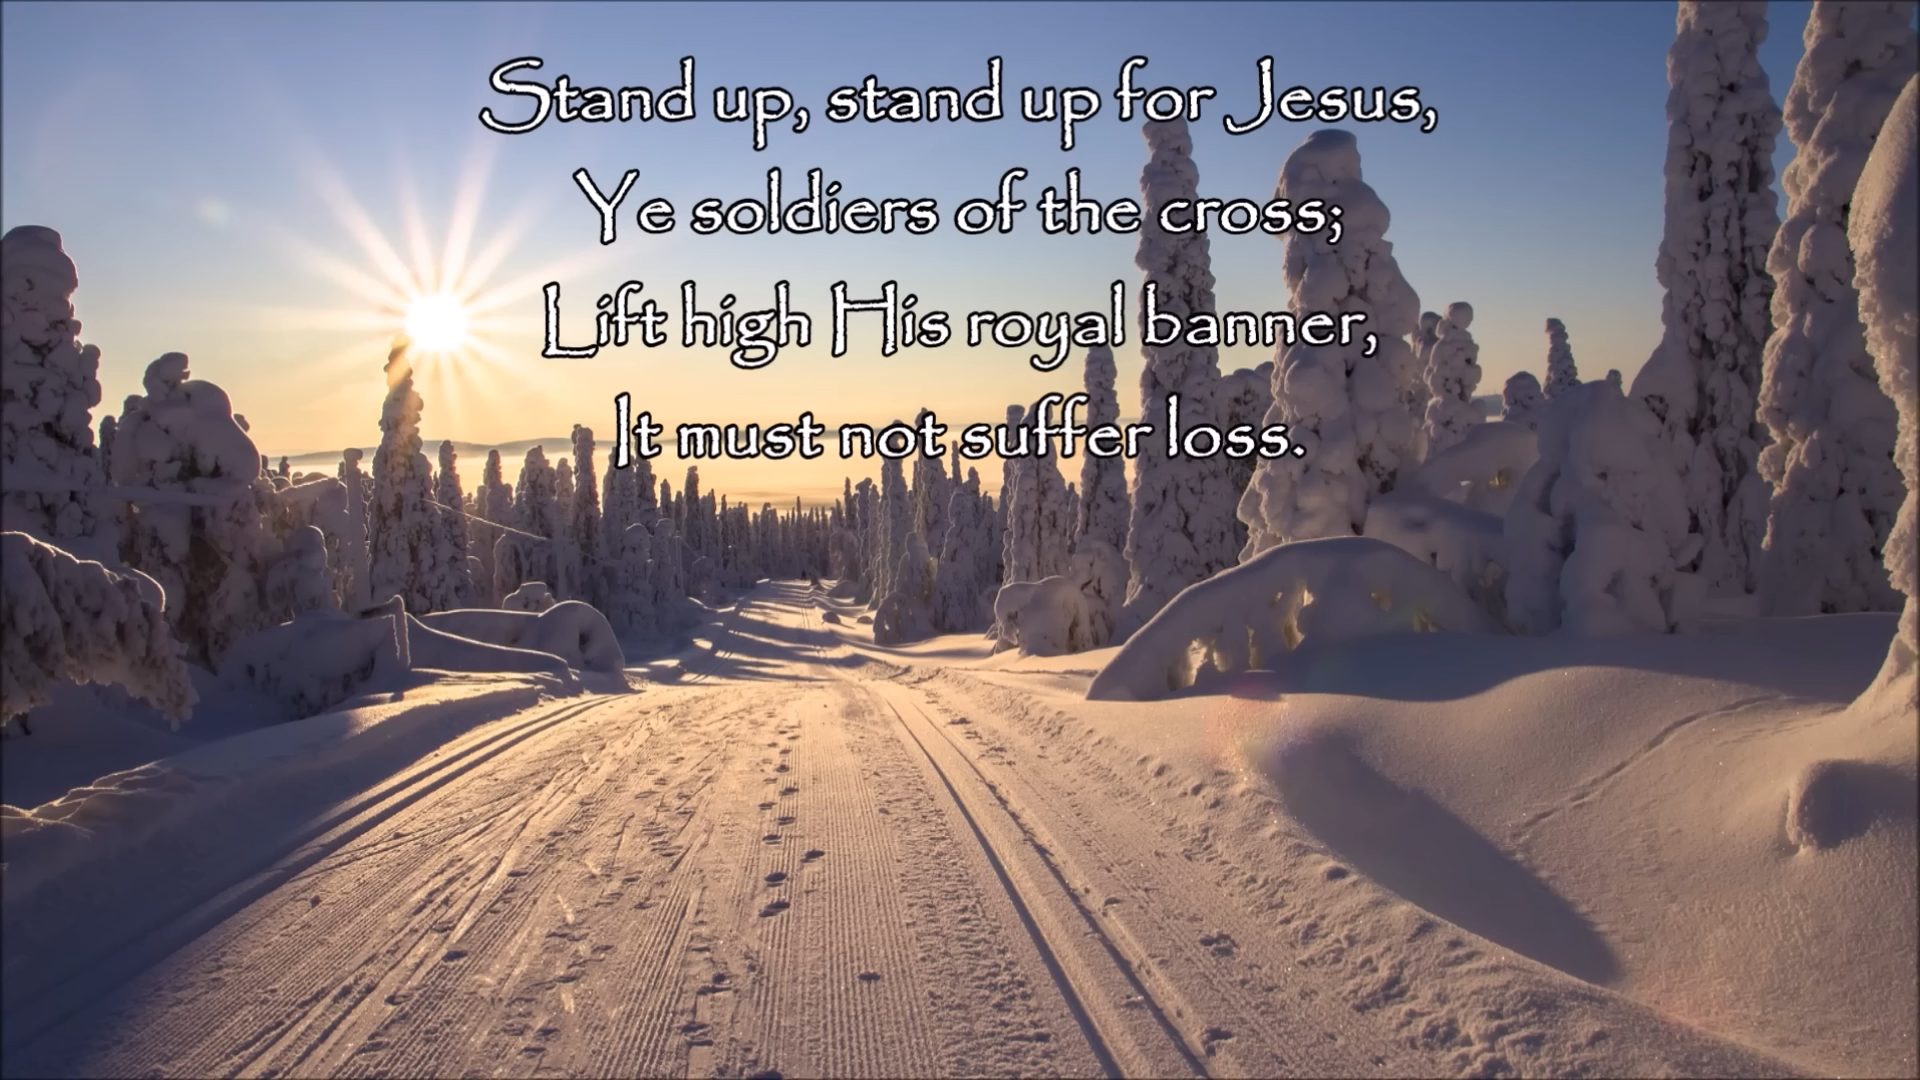 Stand up, stand up for Jesus,
Ye soldiers of the cross;
Lift high His royal banner,
It must not suffer loss.